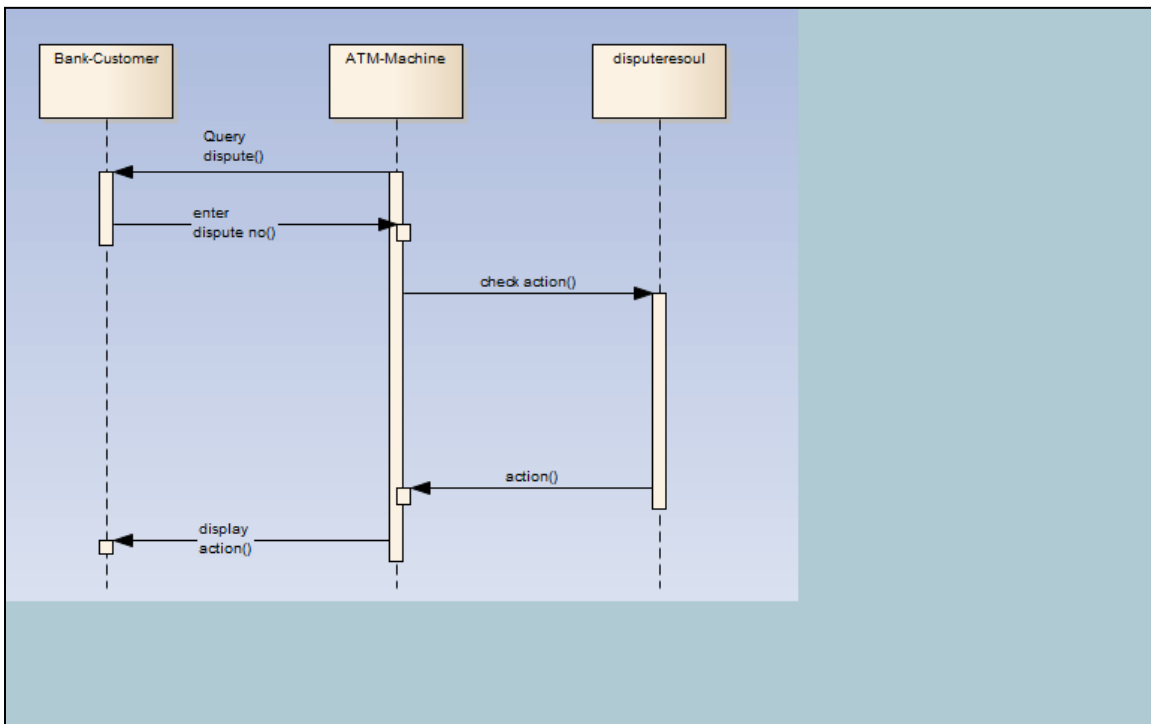 Bank-Customer
ATM-Machine
disputeresoul
Query
dispute()
enter
dispute no()
check action()
action()
display
action()